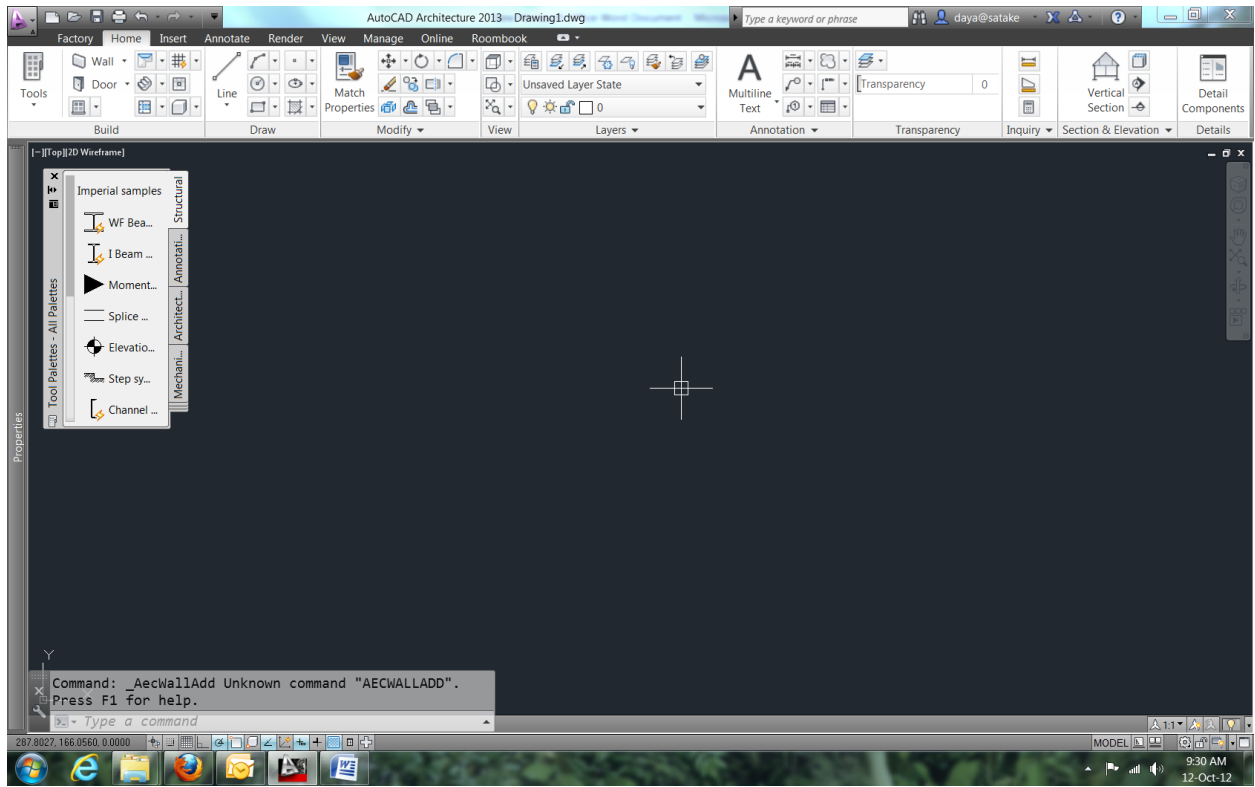 AutoCAD Architecture 2013 Drawing1.dwg
Type a keyword or phrase
daya@satake
Factory Home Insert Annotate Render View Manage Online Roombook
Tools
Wall
Door
Build
Line
Draw
Match
Properties
Modify
View
Unsaved Layer State
0
Layers
A
Multiline
Text
Annotation
Transparency 0
Transparency
Inquiry
Vertical
Section
Section & Elevation
Detail
Components
Details
[−][Top][2D Wireframe]
Imperial samples
WF Bea...
I Beam ...
Moment...
Splice ...
Elevatio...
Step sy...
Channel ...
Structural
Annotati...
Architect...
Mechani...
Tool Palettes - All Palettes
Properties
Y
X
Command: _AecWallAdd Unknown command "AECWALLADD".
Press F1 for help.
Type a command
1:1
287.8027, 166.0560, 0.0000
MODEL
9:30 AM
12-Oct-12